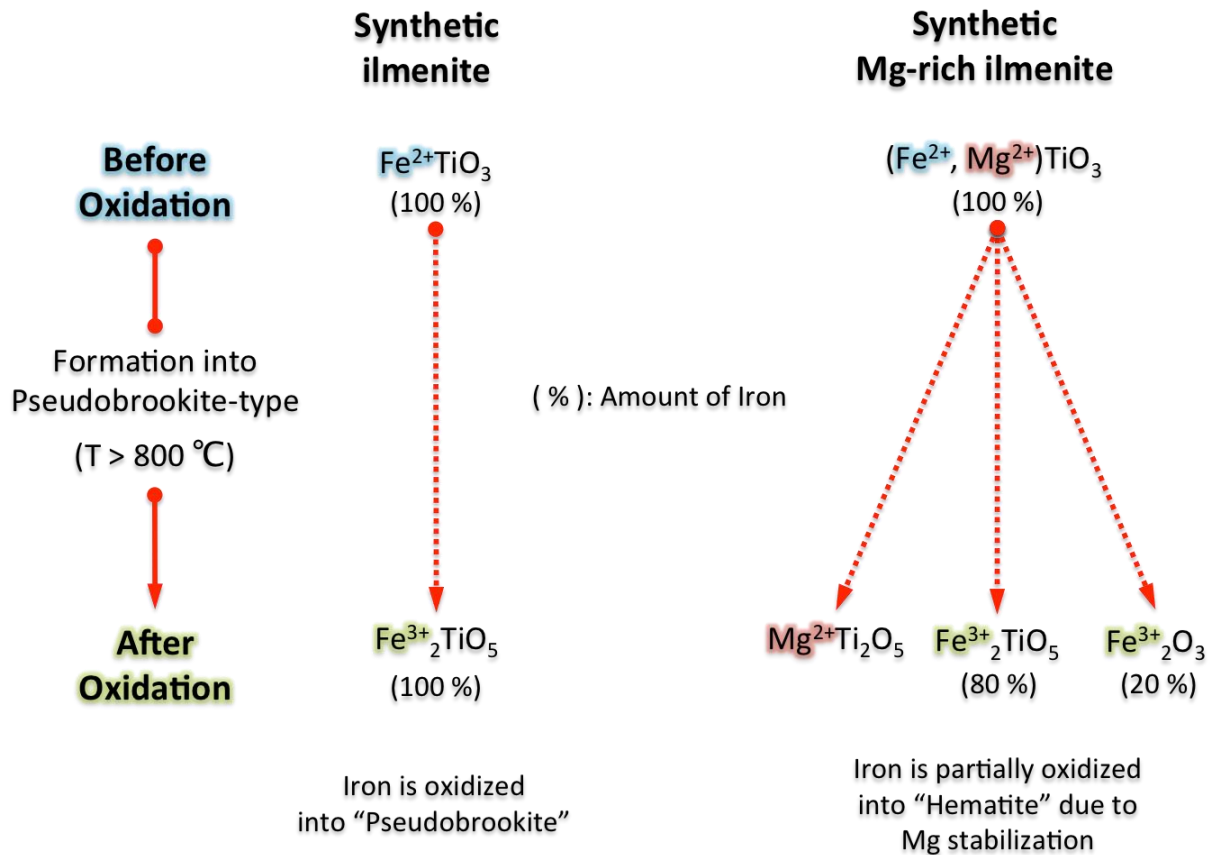 Synthetic
ilmenite
Synthetic
Mg-rich ilmenite
Before
Oxidation
Fe²⁺TiO₃
(100 %)
(Fe²⁺, Mg²⁺)TiO₃
(100 %)
Formation into
Pseudobrookite-type
(T > 800 ℃)
( % ): Amount of Iron
After
Oxidation
Fe³⁺₂TiO₅
(100 %)
Mg²⁺Ti₂O₅
Fe³⁺₂TiO₅
(80 %)
Fe³⁺₂O₃
(20 %)
Iron is oxidized
into “Pseudobrookite”
Iron is partially oxidized
into “Hematite” due to
Mg stabilization